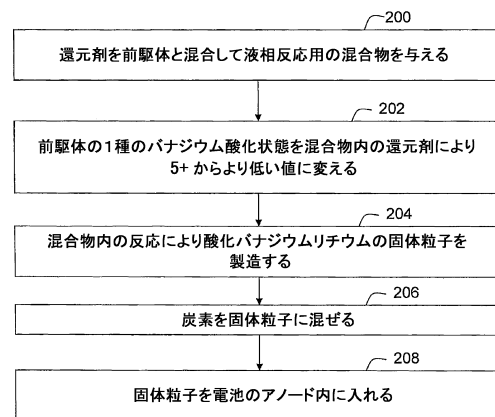 200
還元剤を前駆体と混合して液相反応用の混合物を与える
202
前駆体の1種のバナジウム酸化状態を混合物内の還元剤により
5+からより低い値に変える
204
混合物内の反応により酸化バナジウムリチウムの固体粒子を
製造する
206
炭素を固体粒子に混ぜる
208
固体粒子を電池のアノード内に入れる